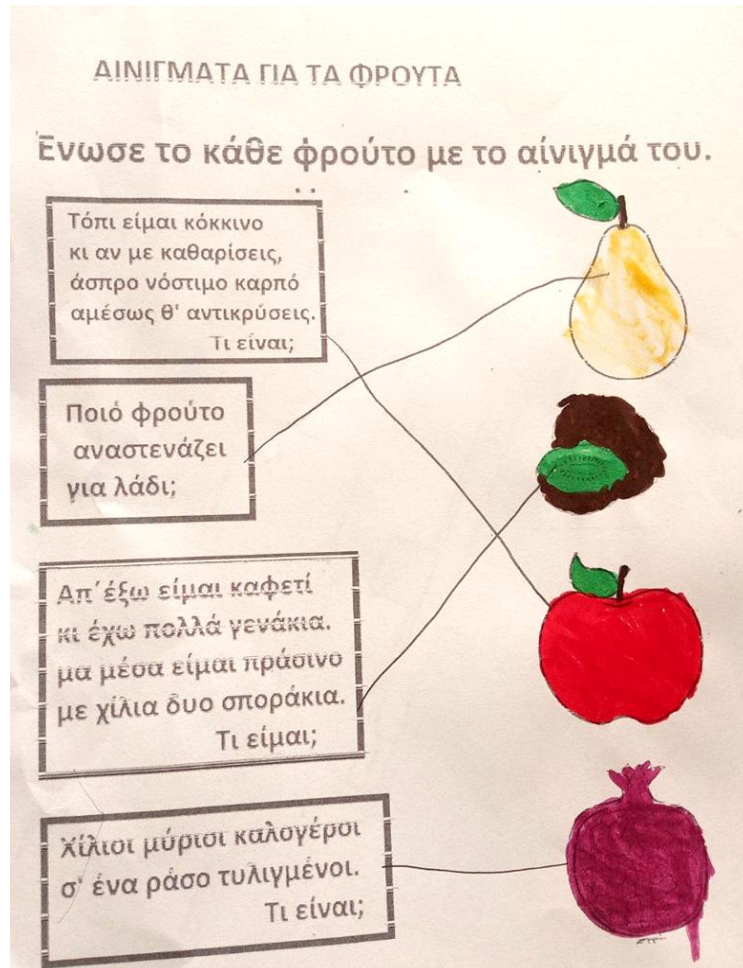 ΑΙΝΙΓΜΑΤΑ ΓΙΑ ΤΑ ΦΡΟΥΤΑ
Ένωσε το κάθε φρούτο με το αίνιγμά του.
Τόπι είμαι κόκκινο
κι αν με καθαρίσεις,
άσπρο νόστιμο καρπό
αμέσως θ' αντικρύσεις.
Τι είναι;
Ποιό φρούτο
αναστενάζει
για λάδι;
Απ΄έξω είμαι καφετί
κι έχω πολλά γενάκια.
μα μέσα είμαι πράσινο
με χίλια δυο σποράκια.
Τι είμαι;
Χίλιοι μύρισι καλογέροι
σ' ένα ράσο τυλιγμένοι.
Τι είναι;